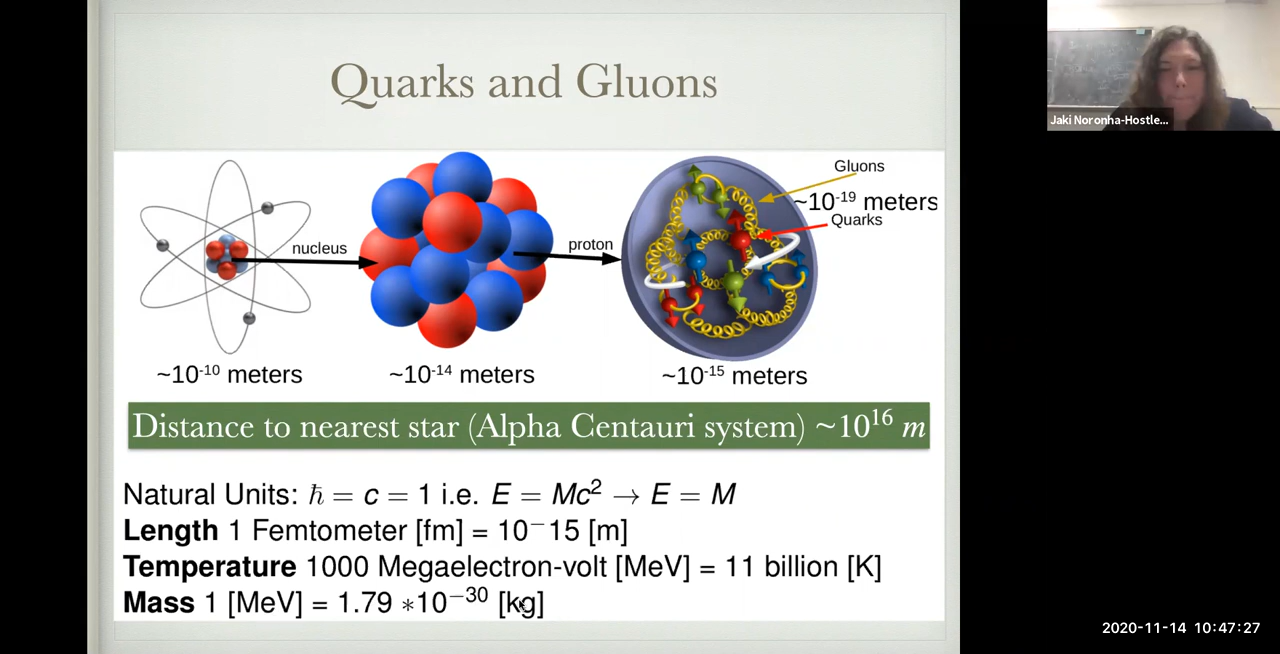 Quarks and Gluons
Gluons
~10⁻¹⁹ meters
Quarks
nucleus
proton
~10⁻¹⁰ meters
~10⁻¹⁴ meters
~10⁻¹⁵ meters
Distance to nearest star (Alpha Centauri system) ~10¹⁶ m
Natural Units: ℏ = c = 1 i.e. E = Mc² → E = M
Length 1 Femtometer [fm] = 10⁻15 [m]
Temperature 1000 Megaelectron-volt [MeV] = 11 billion [K]
Mass 1 [MeV] = 1.79 *10⁻³⁰ [kg]
Jaki Noronha-Hostle...
2020-11-14 10:47:27